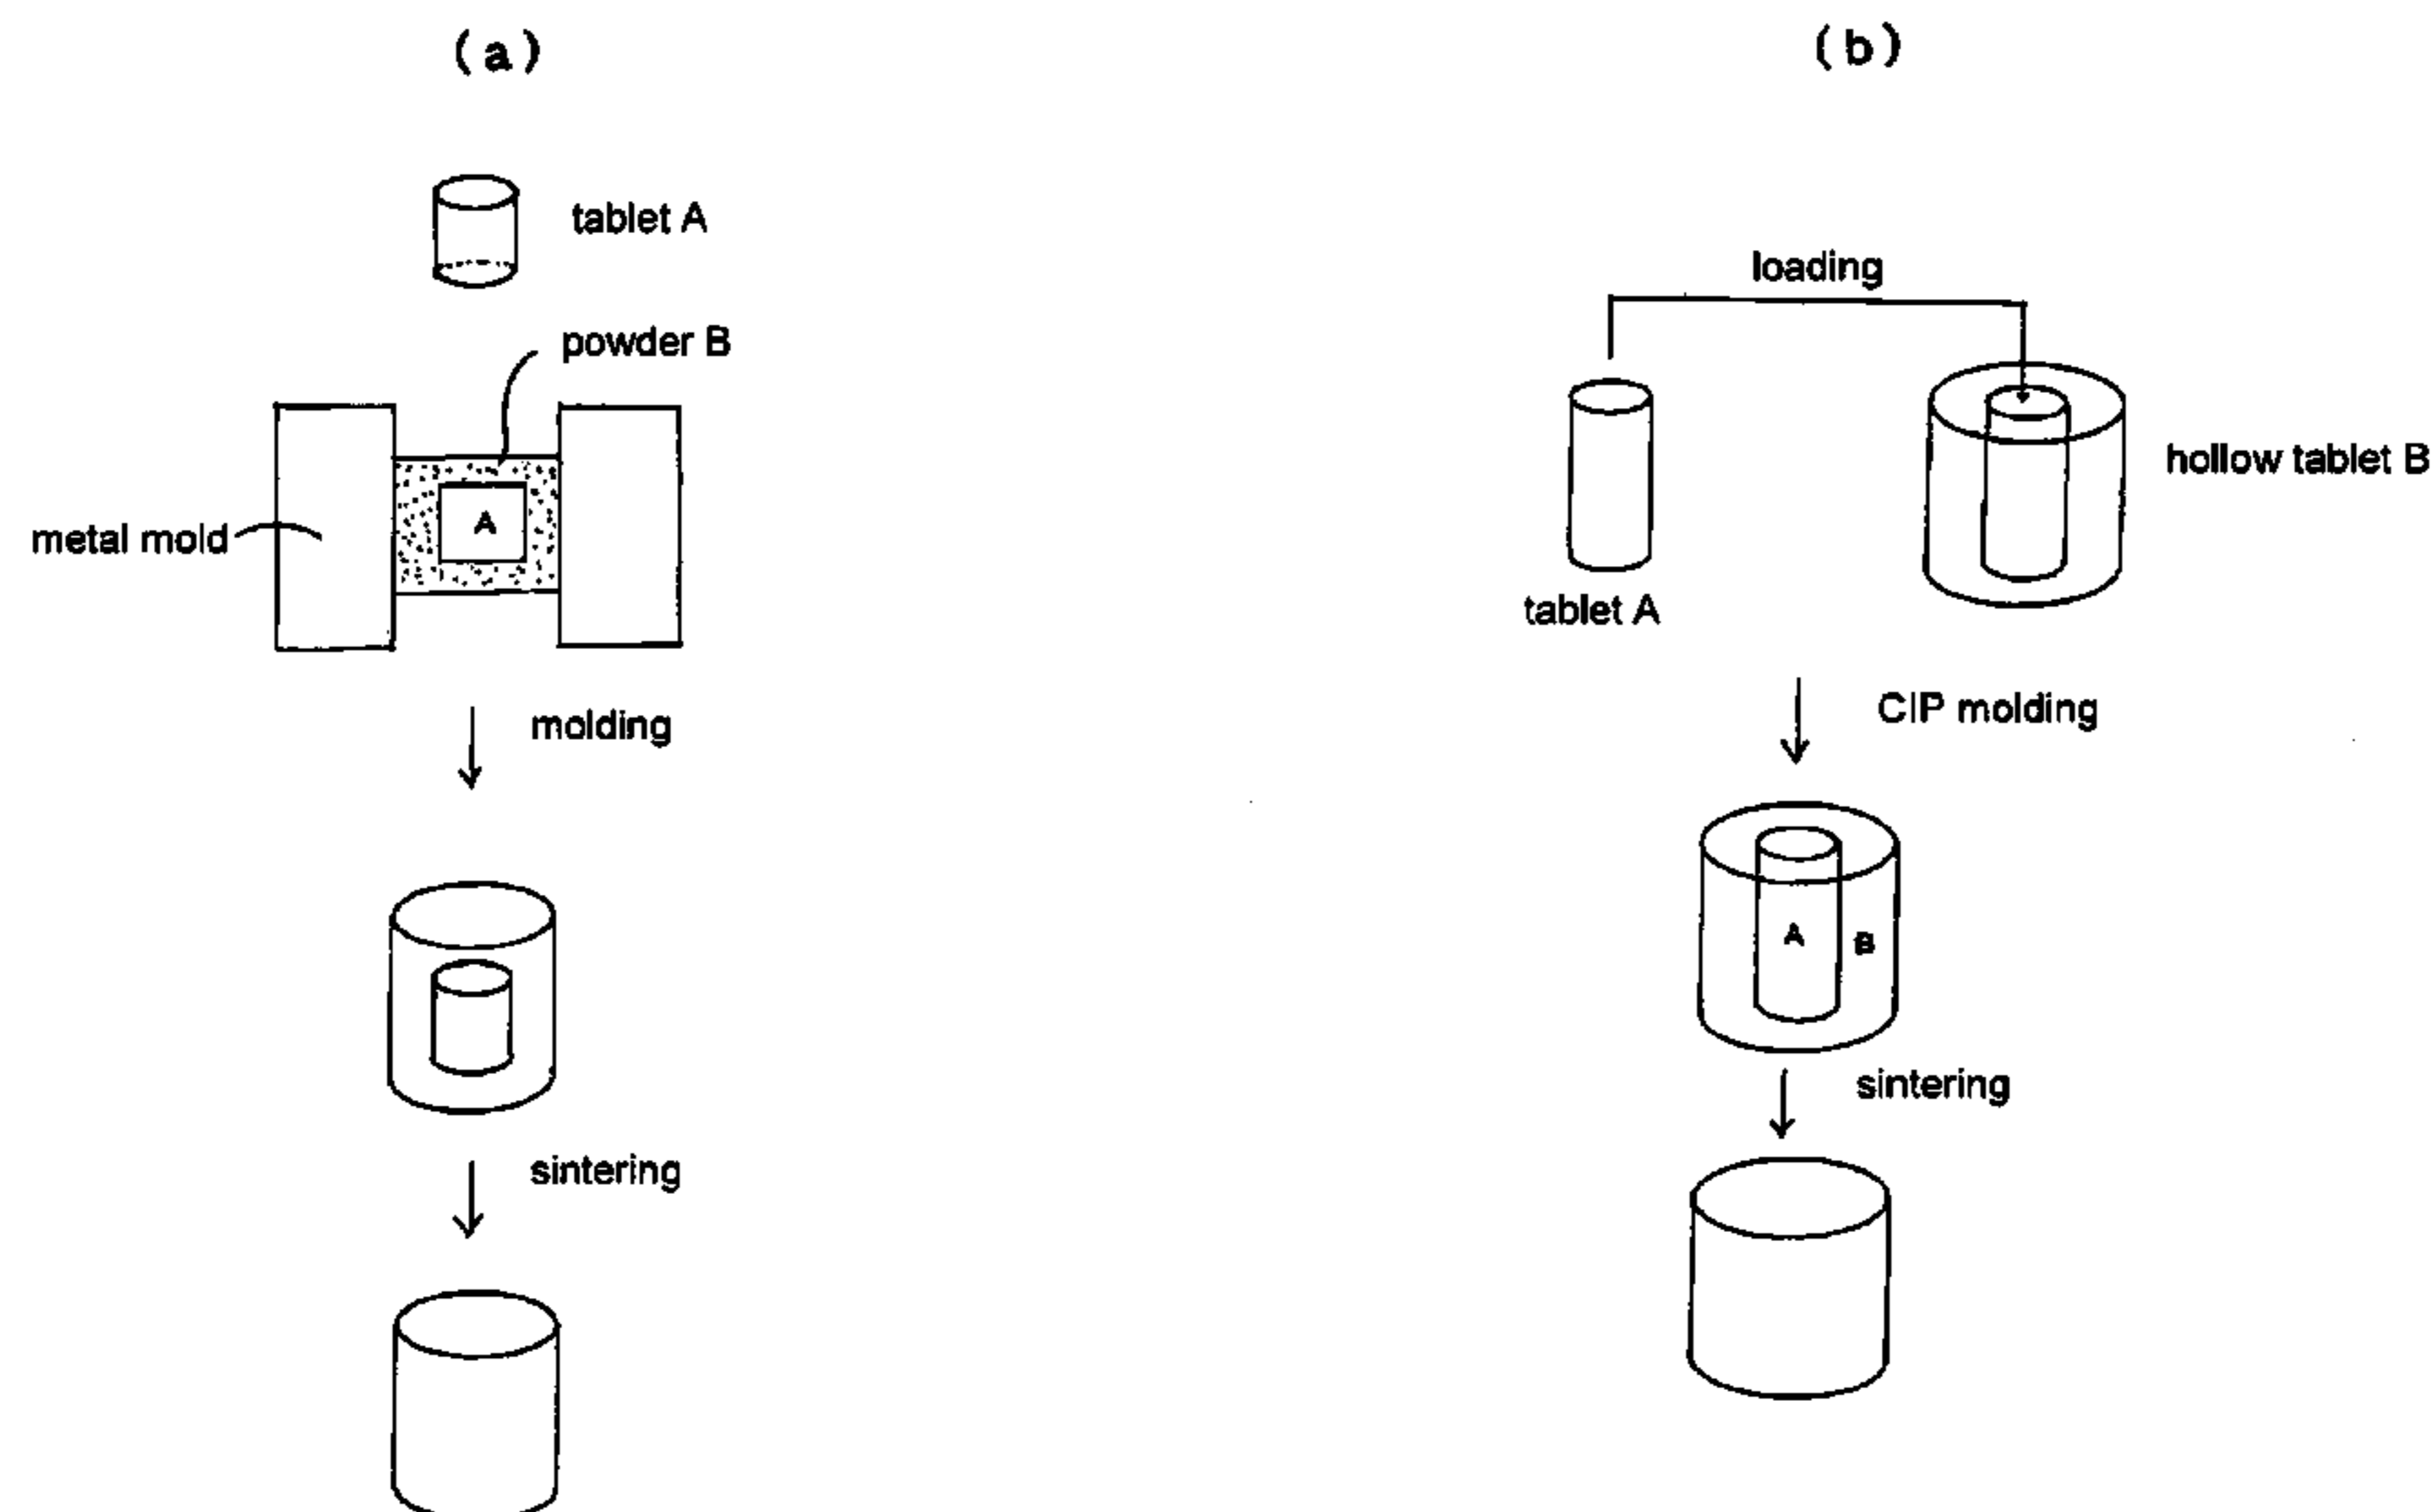 (a)
tablet A
powder B
A
metal mold
molding
sintering
(b)
loading
hollow tablet B
tablet A
CIP molding
A
B
sintering